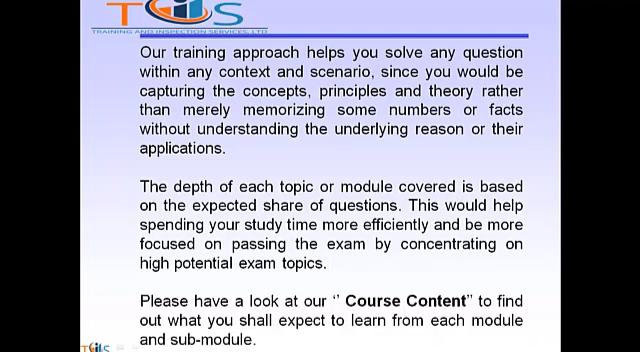 TIIS
TRAINING AND INSPECTION SERVICES, LTD
Our training approach helps you solve any question
within any context and scenario, since you would be
capturing the concepts, principles and theory rather
than merely memorizing some numbers or facts
without understanding the underlying reason or their
applications.
The depth of each topic or module covered is based
on the expected share of questions. This would help
spending your study time more efficiently and be more
focused on passing the exam by concentrating on
high potential exam topics.
Please have a look at our ‘’ Course Content’’ to find
out what you shall expect to learn from each module
and sub-module.
TIIS